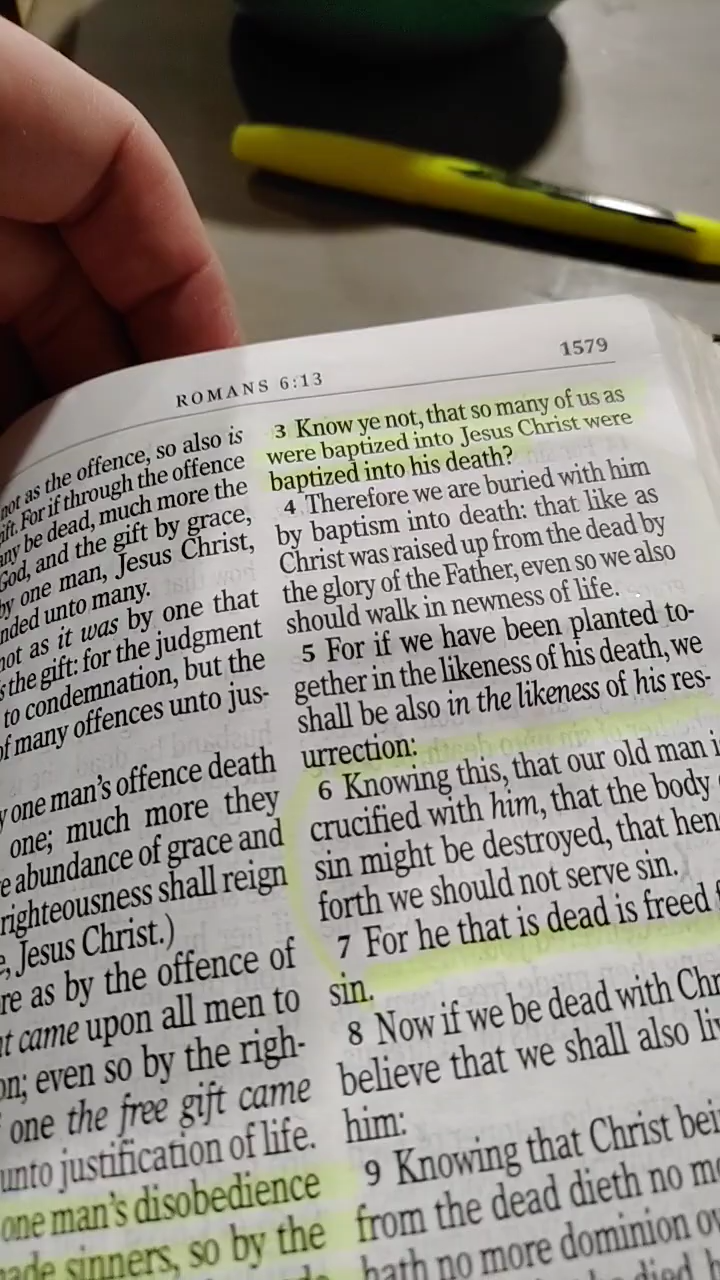 ROMANS 6:13
1579
not as the offence, so also is
For if through the offence
be dead, much more the
God, and the gift by grace,
by one man, Jesus Christ,
unto many.
not as it was by one that
the gift: for the judgment
to condemnation, but the
of many offences unto jus-
one man's offence death
one; much more they
abundance of grace and
righteousness shall reign
Jesus Christ.)
as by the offence of
came upon all men to
even so by the righ-
one the free gift came
unto justification of life.
one man's disobedience
sinners, so by the
3 Know ye not, that so many of us as
were baptized into Jesus Christ were
baptized into his death?
4 Therefore we are buried with him
by baptism into death: that like as
Christ was raised up from the dead by
the glory of the Father, even so we also
should walk in newness of life.
5 For if we have been planted to-
gether in the likeness of his death, we
shall be also in the likeness of his res-
urrection:
6 Knowing this, that our old man
crucified with him, that the body
sin might be destroyed, that hen
forth we should not serve sin.
7 For he that is dead is freed
sin.
8 Now if we be dead with Chr
believe that we shall also
him:
9 Knowing that Christ bei
from the dead dieth no
hath no more dominion